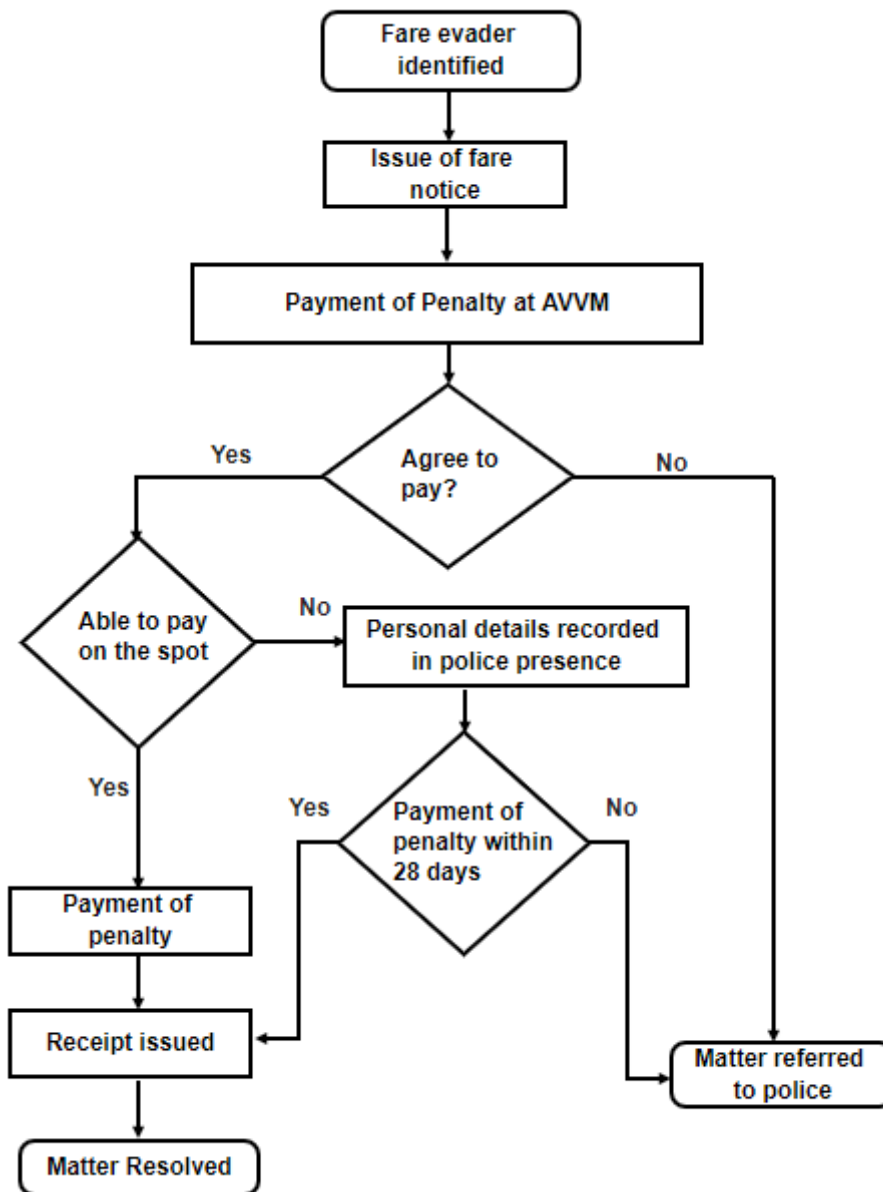 Fare evader
identified
Issue of fare
notice
Payment of Penalty at AVVM
Agree to
pay?
Yes
No
Able to pay
on the spot
No
Personal details recorded
in police presence
Yes
Payment of
penalty within
28 days
Yes
No
Payment of
penalty
Receipt issued
Matter referred
to police
Matter Resolved